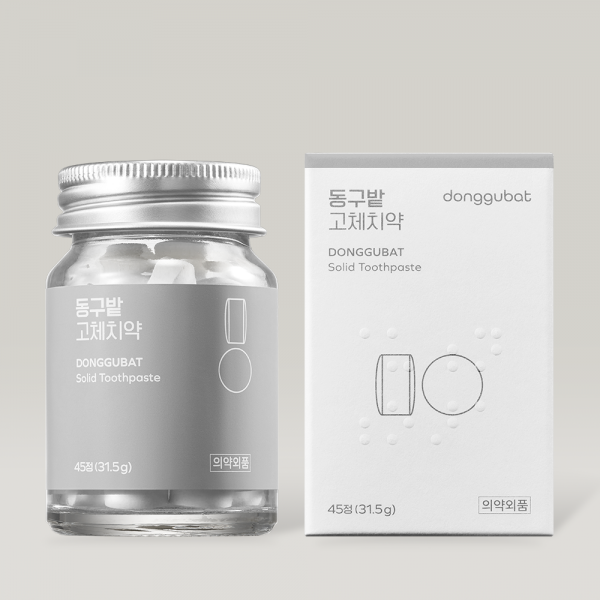 동구밭
고체치약
DONGGUBAT
Solid Toothpaste
45정(31.5g)
의약외품
동구밭
고체치약
donggubat
DONGGUBAT
Solid Toothpaste
45정(31.5g)
의약외품